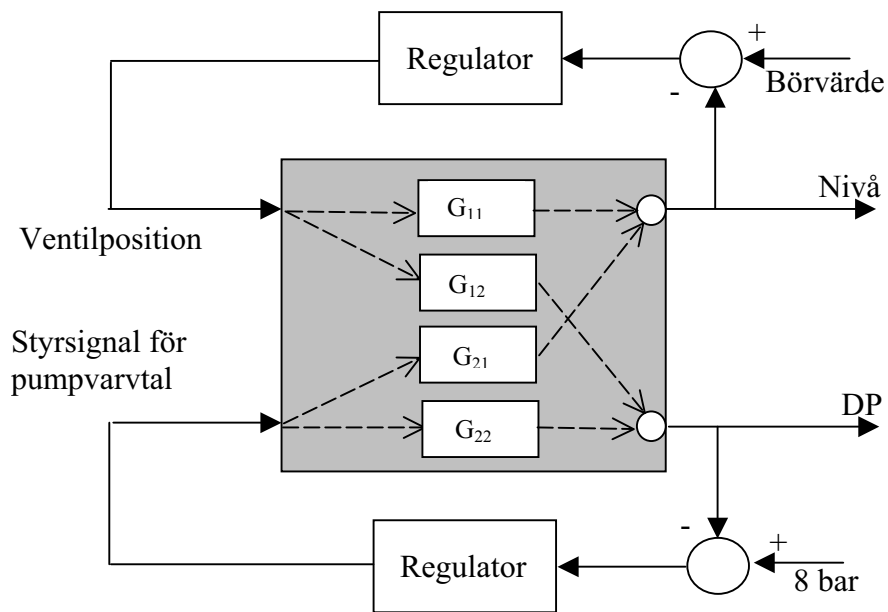 Regulator
+
-
Börvärde
Nivå
G11
Ventilposition
G12
Styrsignal för
pumpvarvtal
G21
DP
G22
-
+
Regulator
8 bar